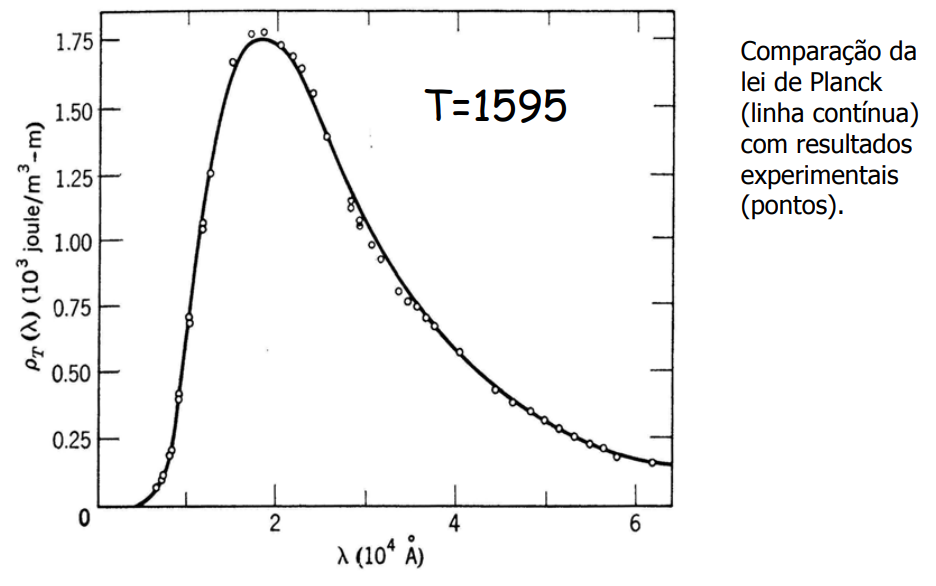 1.75
1.50
1.25
1.00
0.75
0.50
0.25
0
2
4
6
ρT(λ) (10³ joule/m³-m)
λ (10⁴ Å)
T=1595
Comparação da
lei de Planck
(linha contínua)
com resultados
experimentais
(pontos).